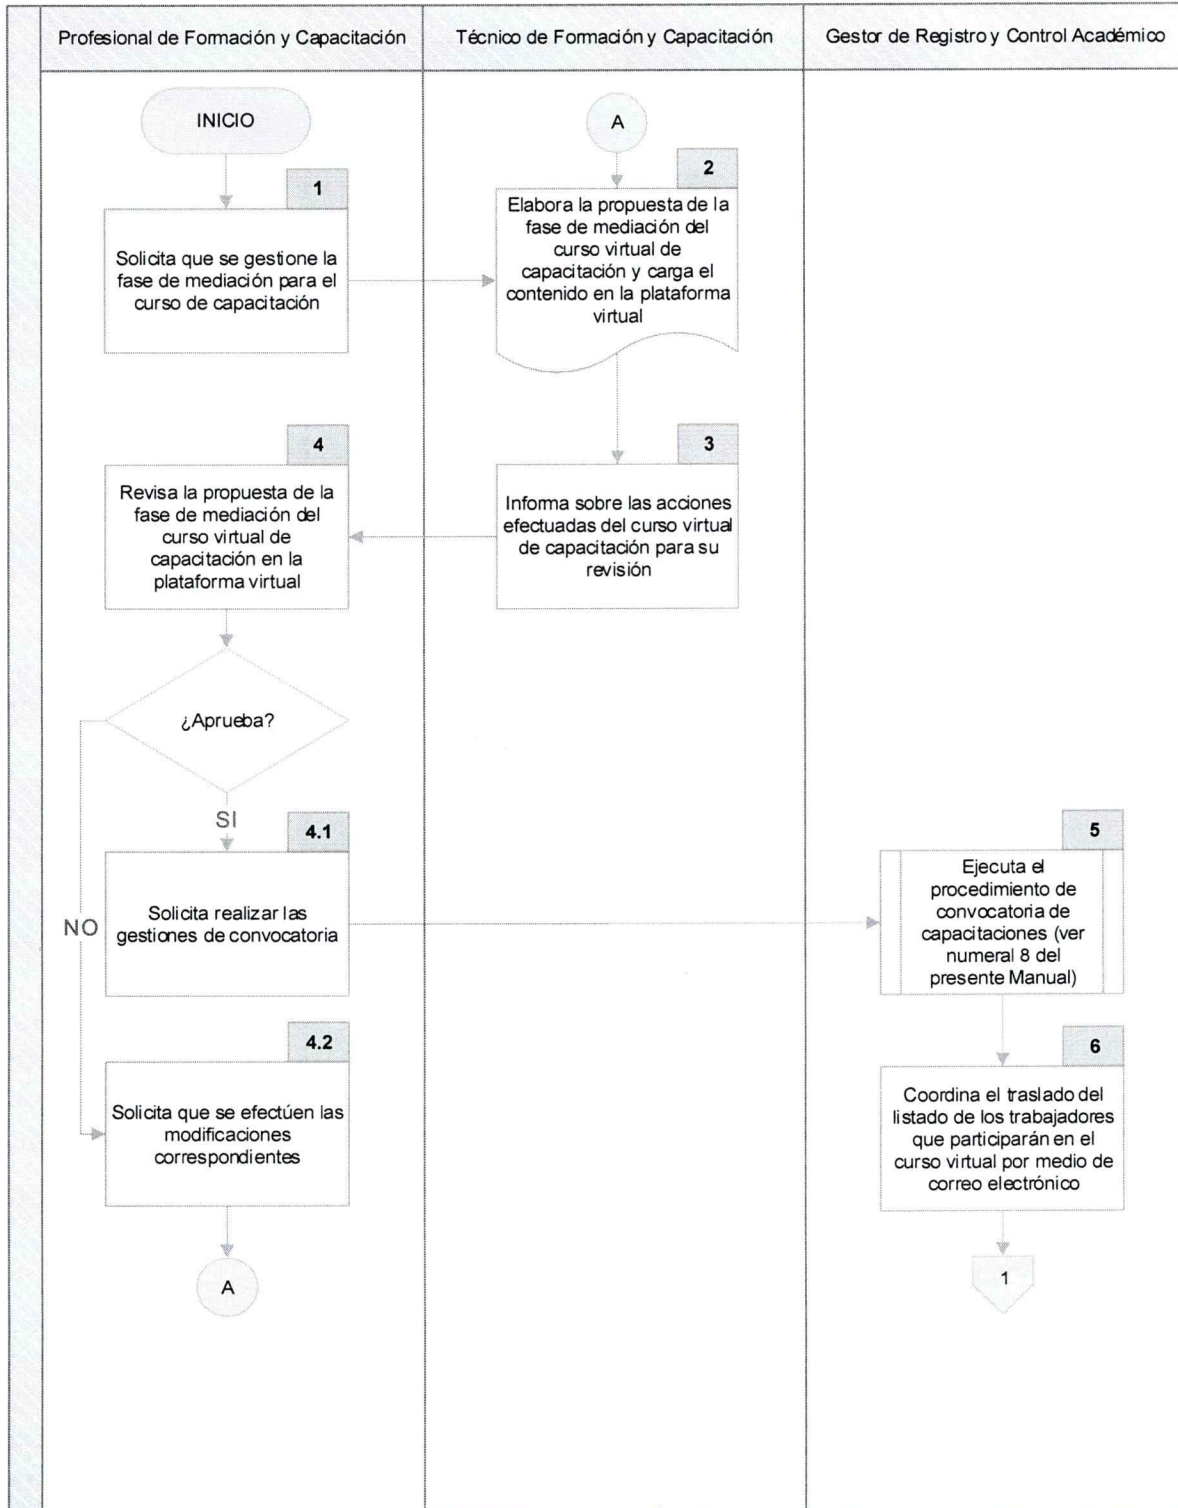 Profesional de Formación y Capacitación
Técnico de Formación y Capacitación
Gestor de Registro y Control Académico
INICIO
A
1
Solicita que se gestione la
fase de mediación para el
curso de capacitación
2
Elabora la propuesta de la
fase de mediación del
curso virtual de
capacitación y carga el
contenido en la plataforma
virtual
4
Revisa la propuesta de la
fase de mediación del
curso virtual de
capacitación en la
plataforma virtual
3
Informa sobre las acciones
efectuadas del curso virtual
de capacitación para su
revisión
¿Aprueba?
SI
NO
4.1
Solicita realizar las
gestiones de convocatoria
5
Ejecuta el
procedimiento de
convocatoria de
capacitaciones (ver
numeral 8 del
presente Manual)
4.2
Solicita que se efectúen las
modificaciones
correspondientes
6
Coordina el traslado del
listado de los trabajadores
que participarán en el
curso virtual por medio de
correo electrónico
A
1